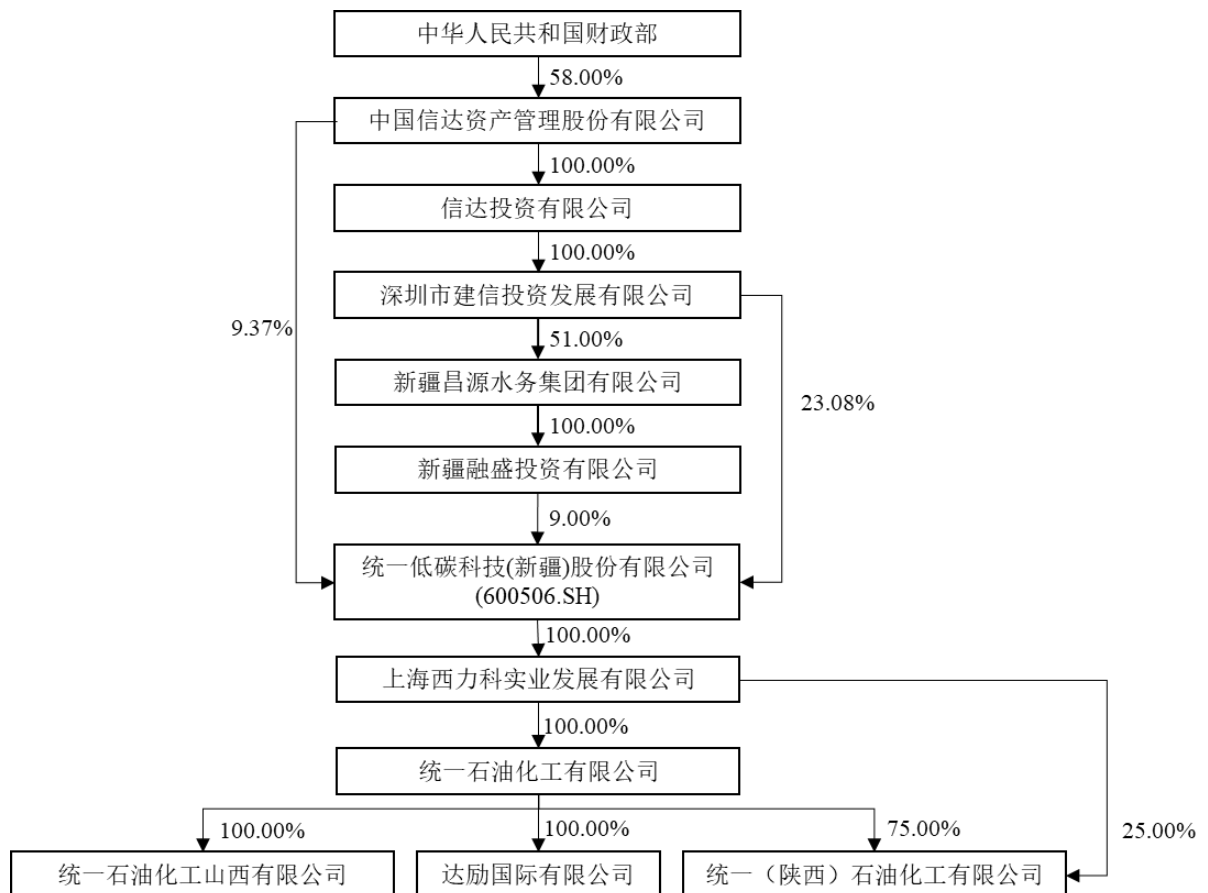 中华人民共和国财政部
58.00%
中国信达资产管理股份有限公司
100.00%
信达投资有限公司
100.00%
深圳市建信投资发展有限公司
9.37%
51.00%
新疆昌源水务集团有限公司
23.08%
100.00%
新疆融盛投资有限公司
9.00%
统一低碳科技(新疆)股份有限公司
(600506.SH)
100.00%
上海西力科实业发展有限公司
100.00%
统一石油化工有限公司
100.00%
100.00%
75.00%
25.00%
统一石油化工山西有限公司
达励国际有限公司
统一（陕西）石油化工有限公司